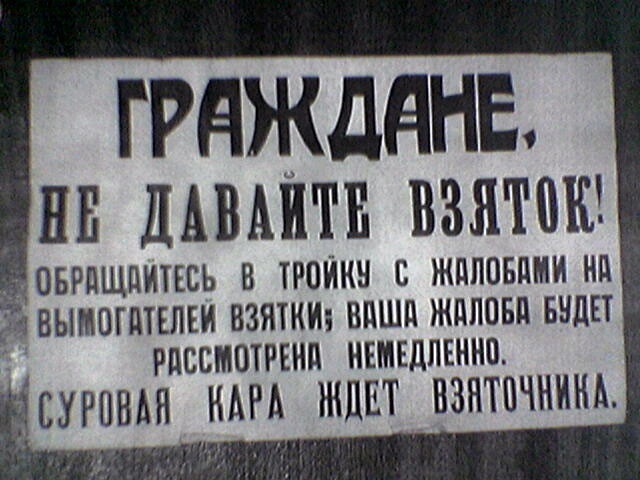 ГРАЖДАНЕ,
НЕ ДАВАЙТЕ ВЗЯТОК!
ОБРАЩАЙТЕСЬ В ТРОЙКУ С ЖАЛОБАМИ НА
ВЫМОГАТЕЛЕЙ ВЗЯТКИ; ВАША ЖАЛОБА БУДЕТ
РАССМОТРЕНА НЕМЕДЛЕННО.
СУРОВАЯ КАРА ЖДЕТ ВЗЯТОЧНИКА.